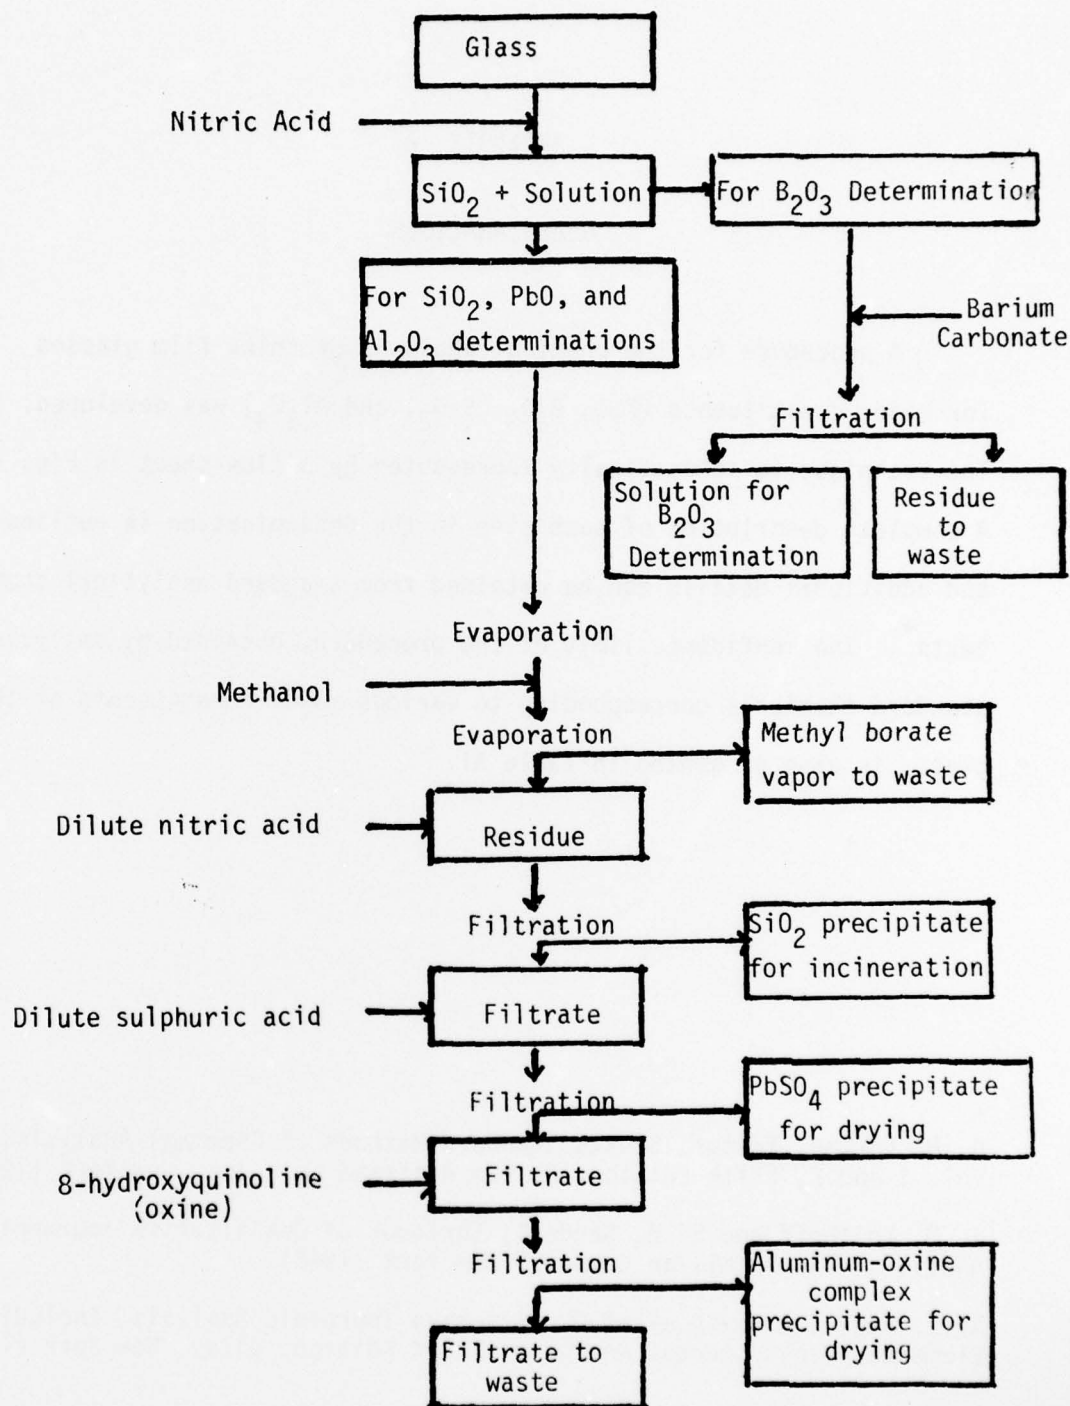 Glass
Nitric Acid
SiO2 + Solution
For B2O3 Determination
For SiO2, PbO, and
Al2O3 determinations
Barium
Carbonate
Filtration
Solution for
B2O3
Determination
Residue
to
waste
Evaporation
Methanol
Evaporation
Methyl borate
vapor to waste
Dilute nitric acid
Residue
Filtration
SiO2 precipitate
for incineration
Dilute sulphuric acid
Filtrate
Filtration
PbSO4 precipitate
for drying
8-hydroxyquinoline
(oxine)
Filtrate
Filtration
Aluminum-oxine
complex
precipitate for
drying
Filtrate to
waste